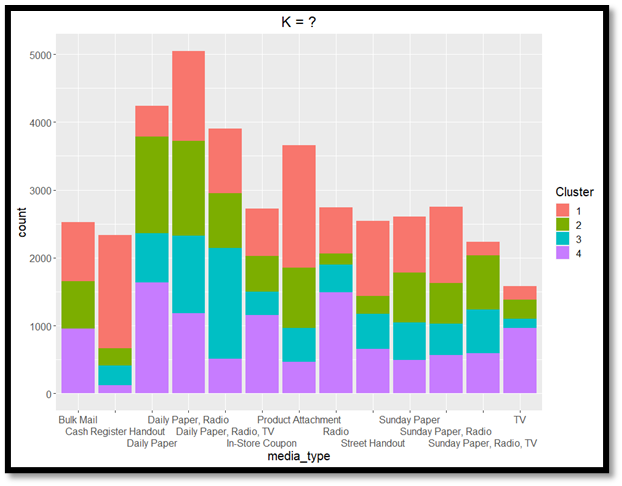 K = ?
count
5000
4000
3000
2000
1000
0
Bulk Mail Daily Paper, Radio Product Attachment Sunday Paper TV
Cash Register Handout Daily Paper, Radio, TV Radio Sunday Paper, Radio
Daily Paper In-Store Coupon Street Handout Sunday Paper, Radio, TV
media_type
Cluster
1
2
3
4